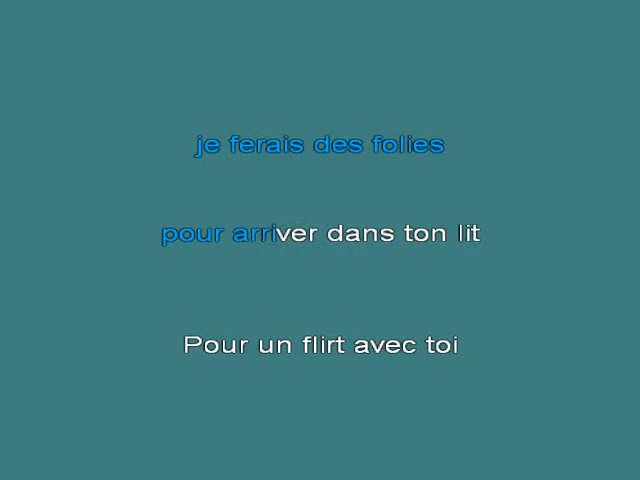 je ferais des folies
pour arriver dans ton lit
Pour un flirt avec toi